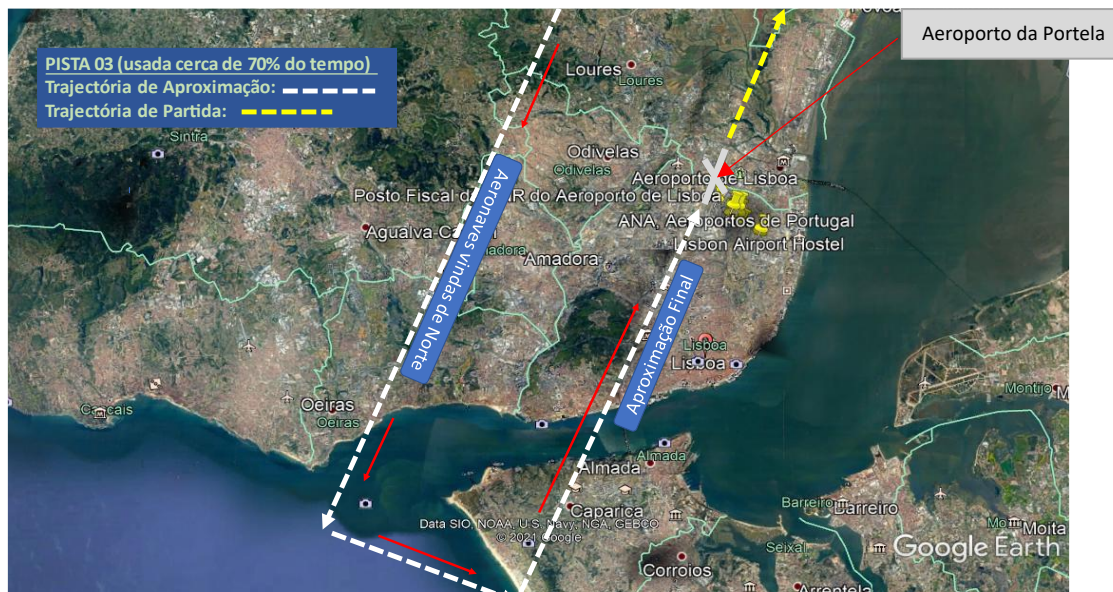 Aeroporto da Portela
PISTA 03 (usada cerca de 70% do tempo)
Trajectória de Aproximação:
Trajectória de Partida:
Loures
Loures
Sintra
Odivelas
Odivelas
Aeroporto de Lisboa
Posto Fiscal da GNR do Aeroporto de Lisboa
ANA, Aeroportos de Portugal
Lisbon Airport Hostel
Amadora
Aeronaves vindas de Norte
Aproximação Final
Lisboa
Lisboa
Oeiras
Oeiras
Cascais
Montijo
Almada
Almada
Caparica
Barreiro
Barreiro
Moita
Data SIO, NOAA, U.S. Navy, NGA, GEBCO
© 2021 Google
Seixal
Google Earth
Corroios
Arrentela